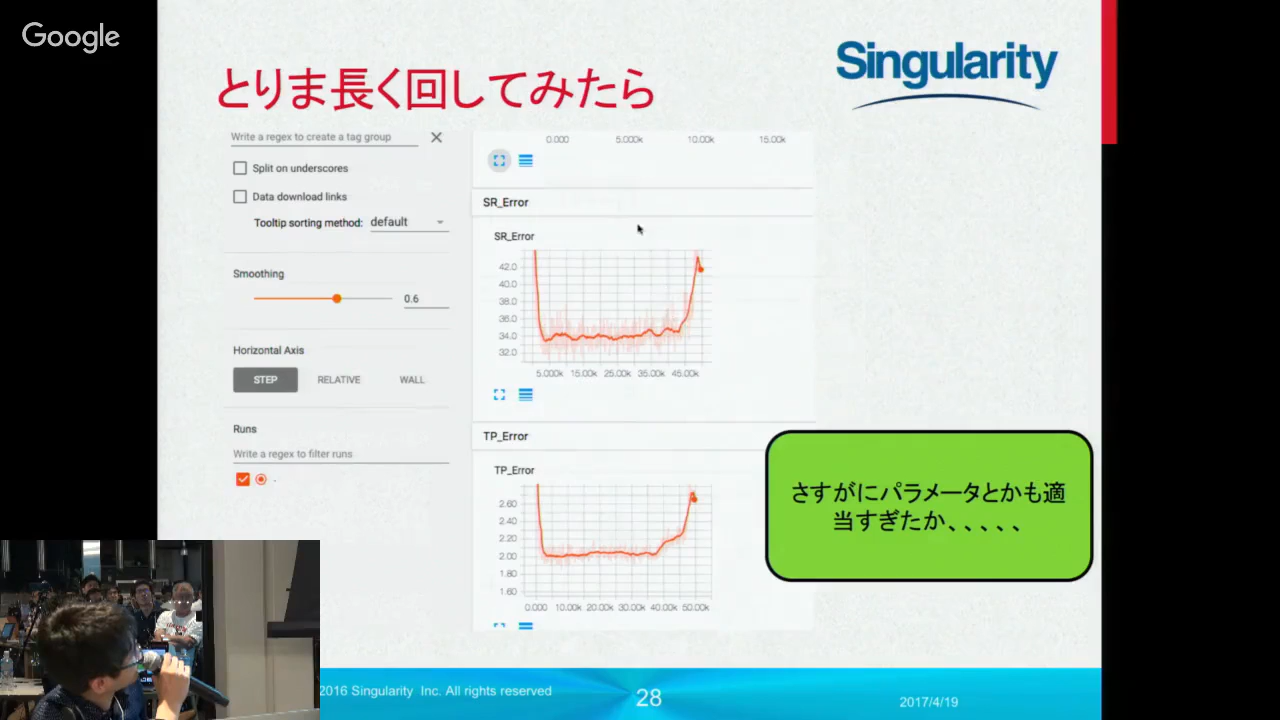 Google
とりま長く回してみたら
Singularity
Write a regex to create a tag group
Split on underscores
Data download links
Tooltip sorting method: default
Smoothing
0.6
Horizontal Axis
STEP RELATIVE WALL
Runs
Write a regex to filter runs
.
0.000 5.000k 10.00k 15.00k
SR_Error
SR_Error
42.0
40.0
38.0
36.0
34.0
32.0
5.000k 15.00k 25.00k 35.00k 45.00k
TP_Error
TP_Error
2.60
2.40
2.20
2.00
1.80
1.60
0.000 10.00k 20.00k 30.00k 40.00k 50.00k
さすがにパラメータとかも適
当すぎたか、、、、、
2016 Singularity Inc. All rights reserved
28
2017/4/19